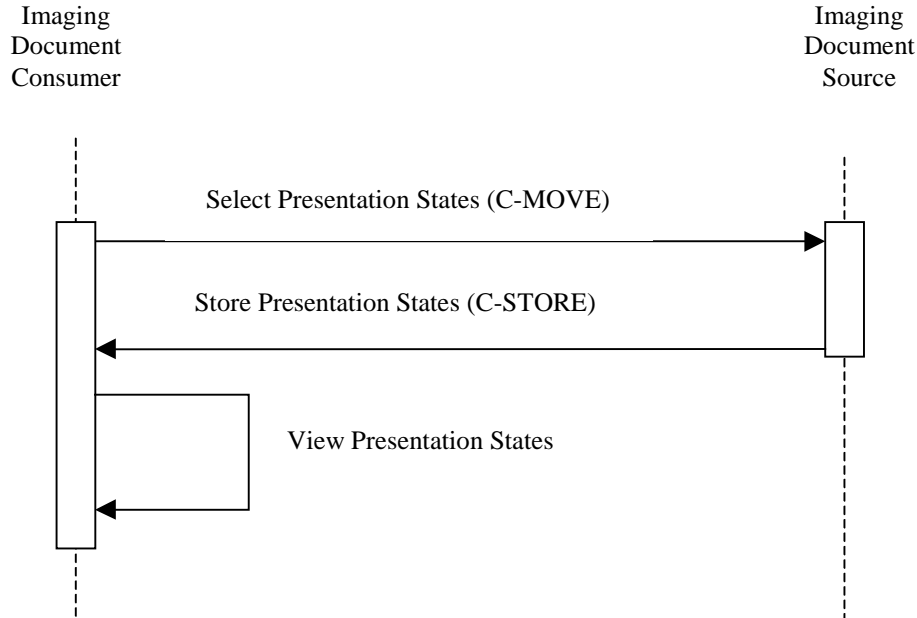 Imaging
Document
Consumer
Imaging
Document
Source
Select Presentation States (C-MOVE)
Store Presentation States (C-STORE)
View Presentation States